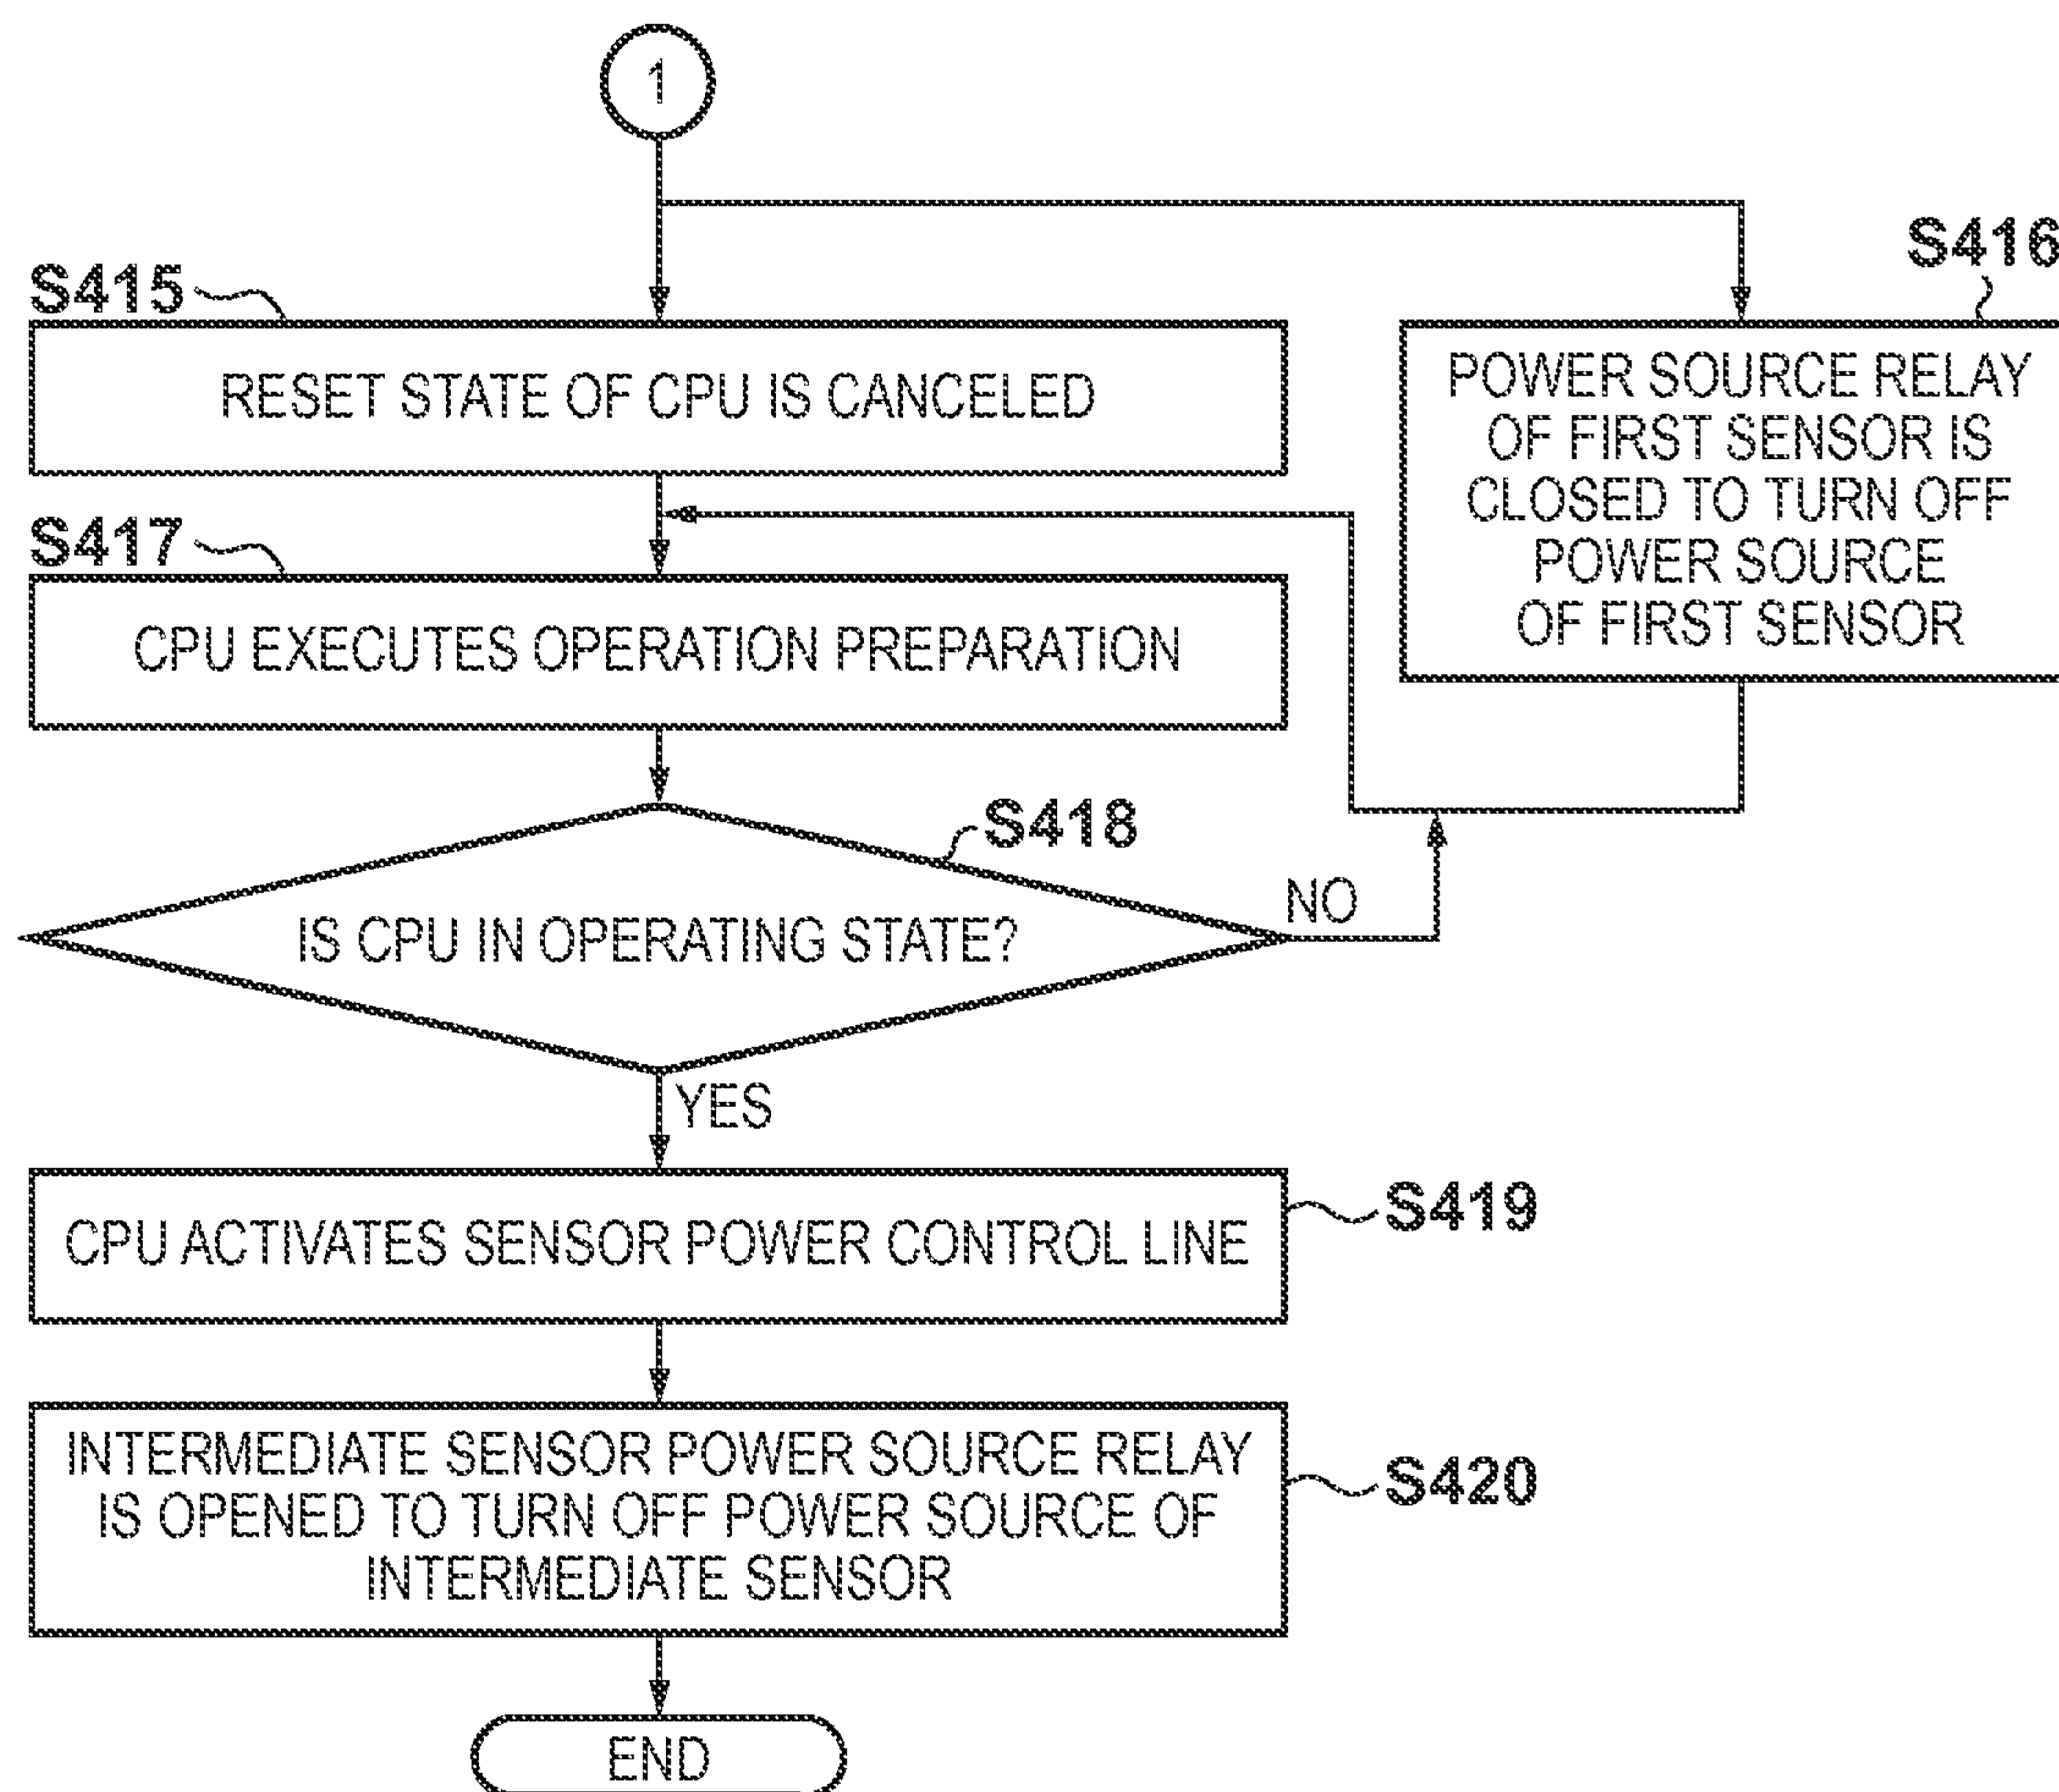 1
S415
RESET STATE OF CPU IS CANCELED
S416
POWER SOURCE RELAY
OF FIRST SENSOR IS
CLOSED TO TURN OFF
POWER SOURCE
OF FIRST SENSOR
S417
CPU EXECUTES OPERATION PREPARATION
S418
IS CPU IN OPERATING STATE?
NO
YES
CPU ACTIVATES SENSOR POWER CONTROL LINE
S419
INTERMEDIATE SENSOR POWER SOURCE RELAY
IS OPENED TO TURN OFF POWER SOURCE OF
INTERMEDIATE SENSOR
S420
END